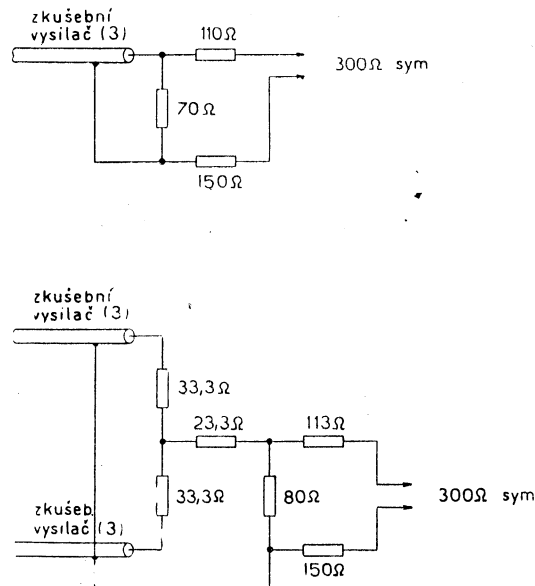 zkušební
vysílač (3)
110Ω
300Ω sym
70Ω
150Ω
zkušební
vysílač (3)
33,3Ω
23,3Ω
113Ω
33,3Ω
80Ω
300Ω sym
zkušeb.
vysílač (3)
150Ω